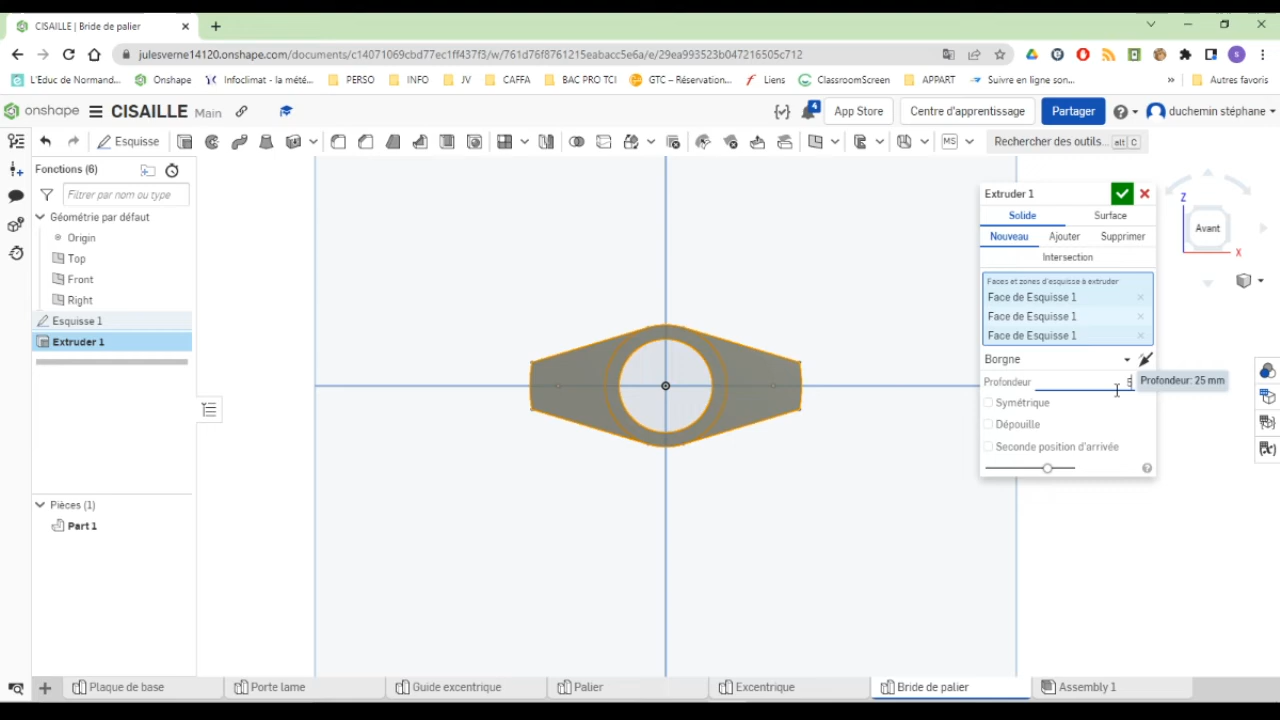 CISAILLE | Bride de palier
julesverne14120.onshape.com/documents/c14071069cbd77ec1ff437f3/w/761d76f8761215eabacc5e6a/e/29ea993523b047216505c712
S
L'Educ de Normand... Onshape Infoclimat - la mété... PERSO INFO JV CAFFA BAC PRO TCI GTC – Réservation... Liens ClassroomScreen APPART Suivre en ligne son... » Autres favoris
onshape CISAILLE Main 4 App Store Centre d'apprentissage Partager duchemin stéphane
Esquisse MS Rechercher des outils... alt C
Fonctions (6)
Filtrer par nom ou type
Géométrie par défaut
Origin
Top
Front
Right
Esquisse 1
Extruder 1
Pièces (1)
Part 1
Extruder 1
Solide Surface
Nouveau Ajouter Supprimer
Intersection
Faces et zones d'esquisse à extruder
Face de Esquisse 1
Face de Esquisse 1
Face de Esquisse 1
Borgne
Profondeur 5
Profondeur: 25 mm
Symétrique
Dépouille
Seconde position d'arrivée
Z
Avant
X
Plaque de base Porte lame Guide excentrique Palier Excentrique Bride de palier Assembly 1